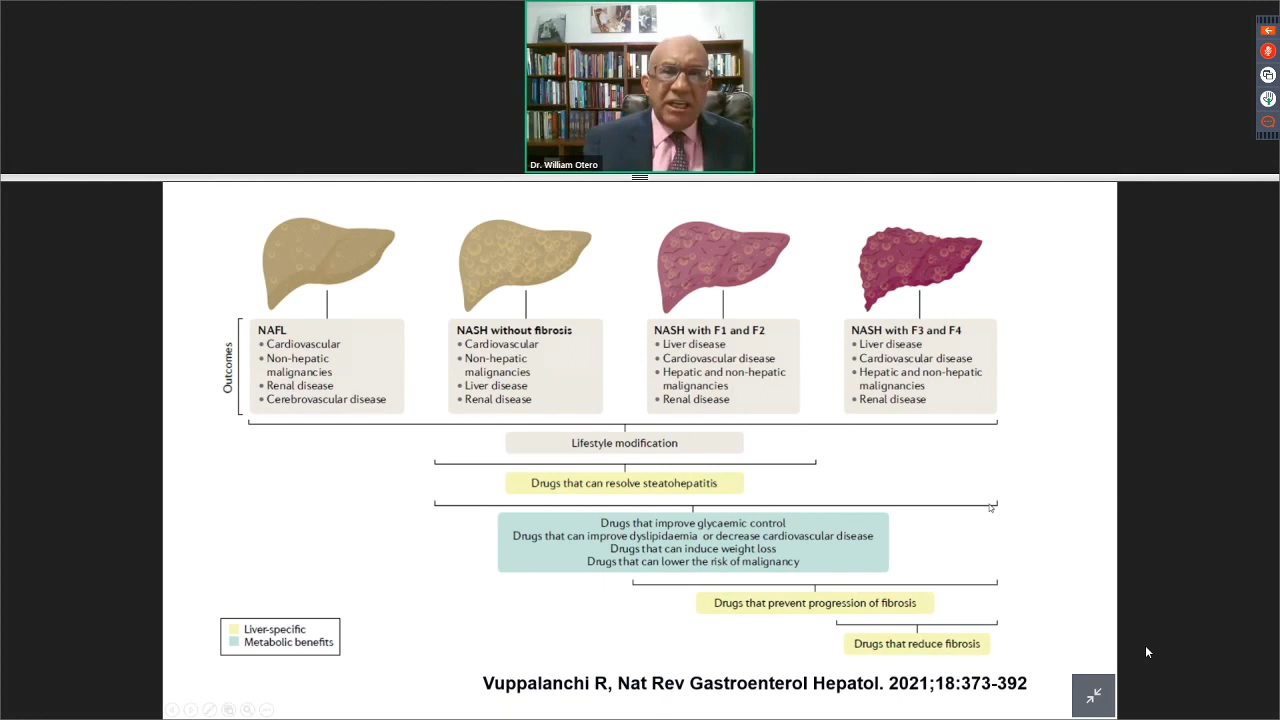 Dr. William Otero
Outcomes
NAFL
• Cardiovascular
• Non-hepatic
malignancies
• Renal disease
• Cerebrovascular disease
NASH without fibrosis
• Cardiovascular
• Non-hepatic
malignancies
• Liver disease
• Renal disease
NASH with F1 and F2
• Liver disease
• Cardiovascular disease
• Hepatic and non-hepatic
malignancies
• Renal disease
NASH with F3 and F4
• Liver disease
• Cardiovascular disease
• Hepatic and non-hepatic
malignancies
• Renal disease
Lifestyle modification
Drugs that can resolve steatohepatitis
Drugs that improve glycaemic control
Drugs that can improve dyslipidaemia or decrease cardiovascular disease
Drugs that can induce weight loss
Drugs that can lower the risk of malignancy
Drugs that prevent progression of fibrosis
Drugs that reduce fibrosis
Liver-specific
Metabolic benefits
Vuppalanchi R, Nat Rev Gastroenterol Hepatol. 2021;18:373-392